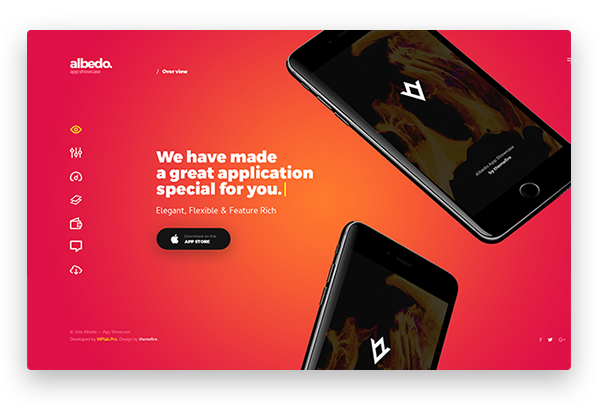 albedo.
app showcase
/ Over view
We have made
a great application
special for you.
Elegant, Flexible & Feature Rich
Download on the
APP STORE
Albedo App Showcase
by themefire
© 2016 Albedo — App Showcase
Developed by WPlab.Pro. Design by themefire